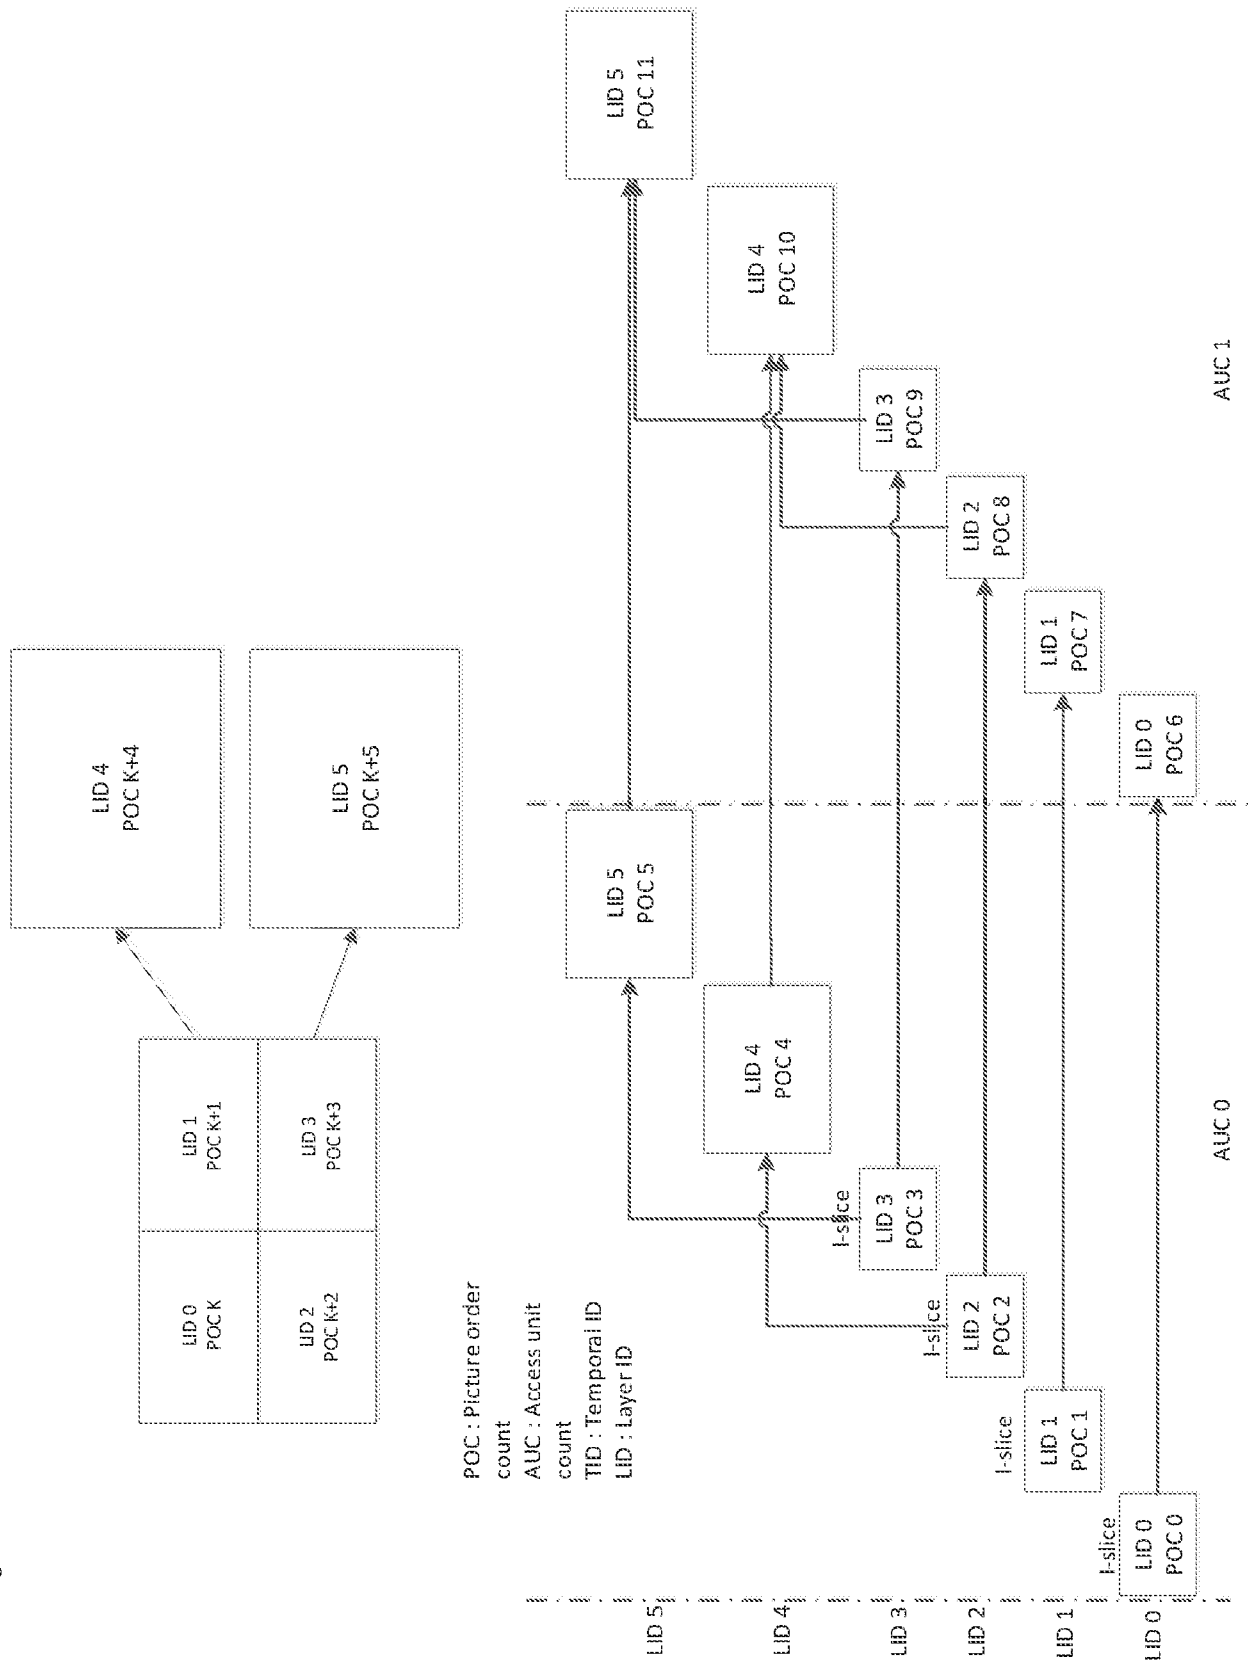 LID 0
POC K
LID 1
POC K+1
LID 2
POC K+2
LID 3
POC K+3
LID 4
POC K+4
LID 5
POC K+5
POC : Picture order
count
AUC : Access unit
count
TID : Temporal ID
LID : Layer ID
LID 5
LID 5
POC 5
LID 5
POC 11
LID 4
LID 4
POC 4
LID 4
POC 10
LID 3
I-slice
LID 3
POC 3
LID 3
POC 9
LID 2
I-slice
LID 2
POC 2
LID 2
POC 8
LID 1
I-slice
LID 1
POC 1
LID 1
POC 7
LID 0
I-slice
LID 0
POC 0
LID 0
POC 6
AUC 0
AUC 1